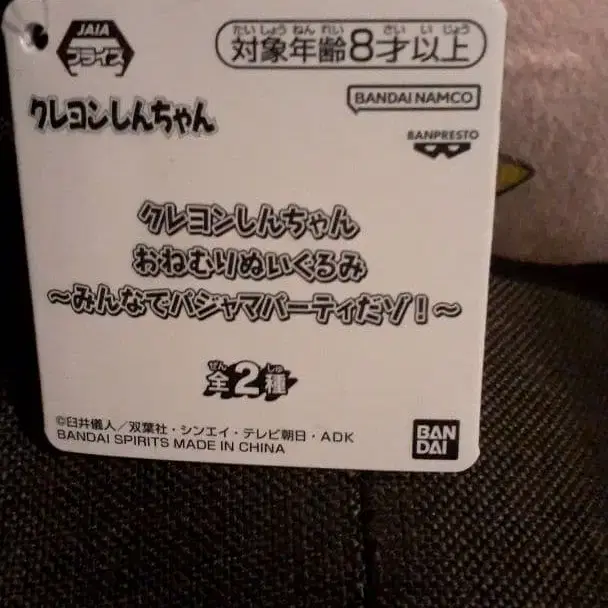 JAIA
プライズ
たいしょうねんれい さい いじょう
対象年齢8才以上
BANDAI NAMCO
BANPRESTO
クレヨンしんちゃん
クレヨンしんちゃん
おねむりぬいぐるみ
～みんなでパジャマパーティだゾ!～
ぜん しゅ
全2種
©臼井儀人/双葉社・シンエイ・テレビ朝日・ADK
BANDAI SPIRITS MADE IN CHINA
BAN
DAI